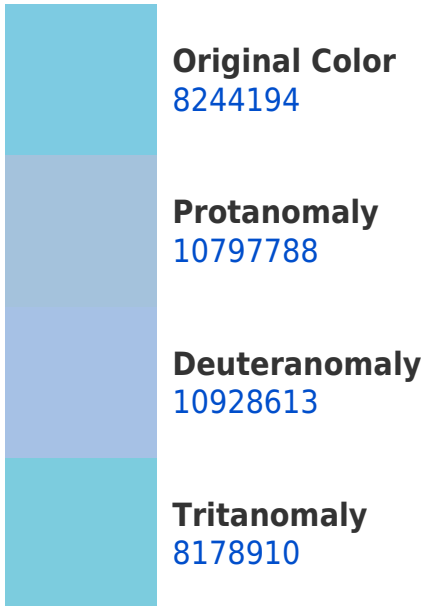 Original Color
8244194
Protanomaly
10797788
Deuteranomaly
10928613
Tritanomaly
8178910